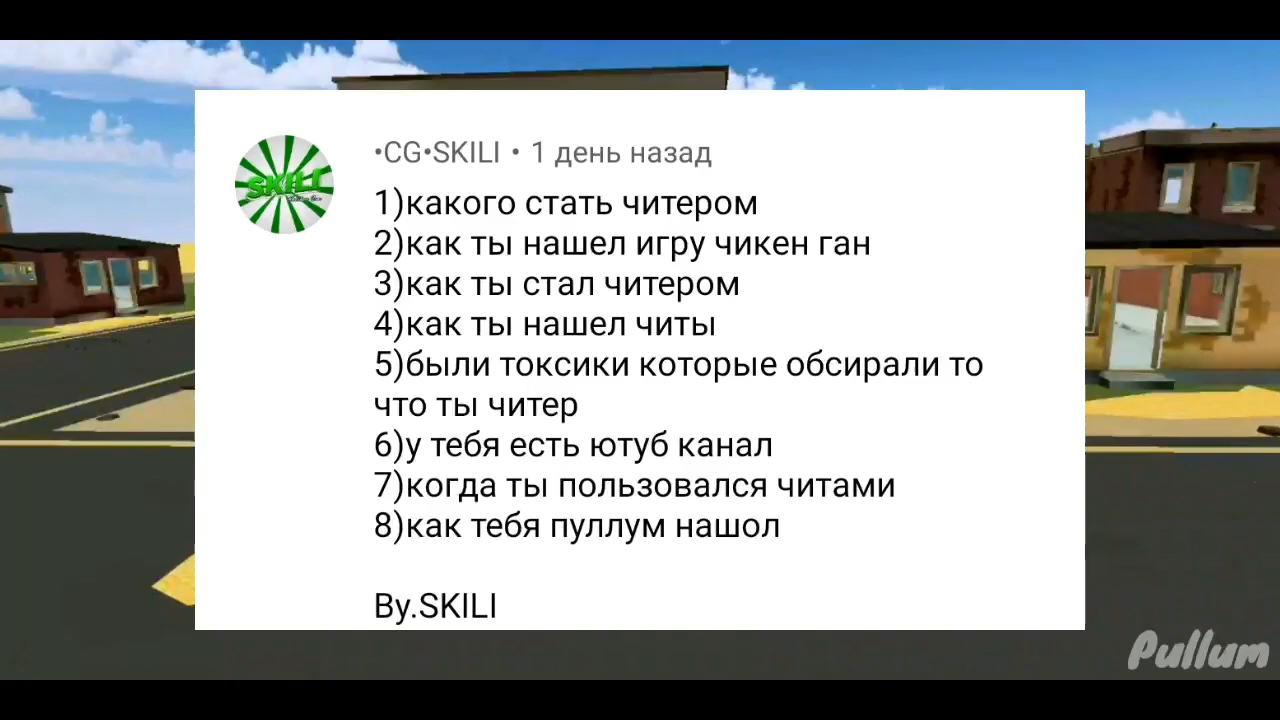 •CG•SKILI • 1 день назад
SKILI
1)какого стать читером
2)как ты нашел игру чикен ган
3)как ты стал читером
4)как ты нашел читы
5)были токсики которые обсирали то
что ты читер
6)у тебя есть ютуб канал
7)когда ты пользовался читами
8)как тебя пуллум нашол
By.SKILI
Pullum